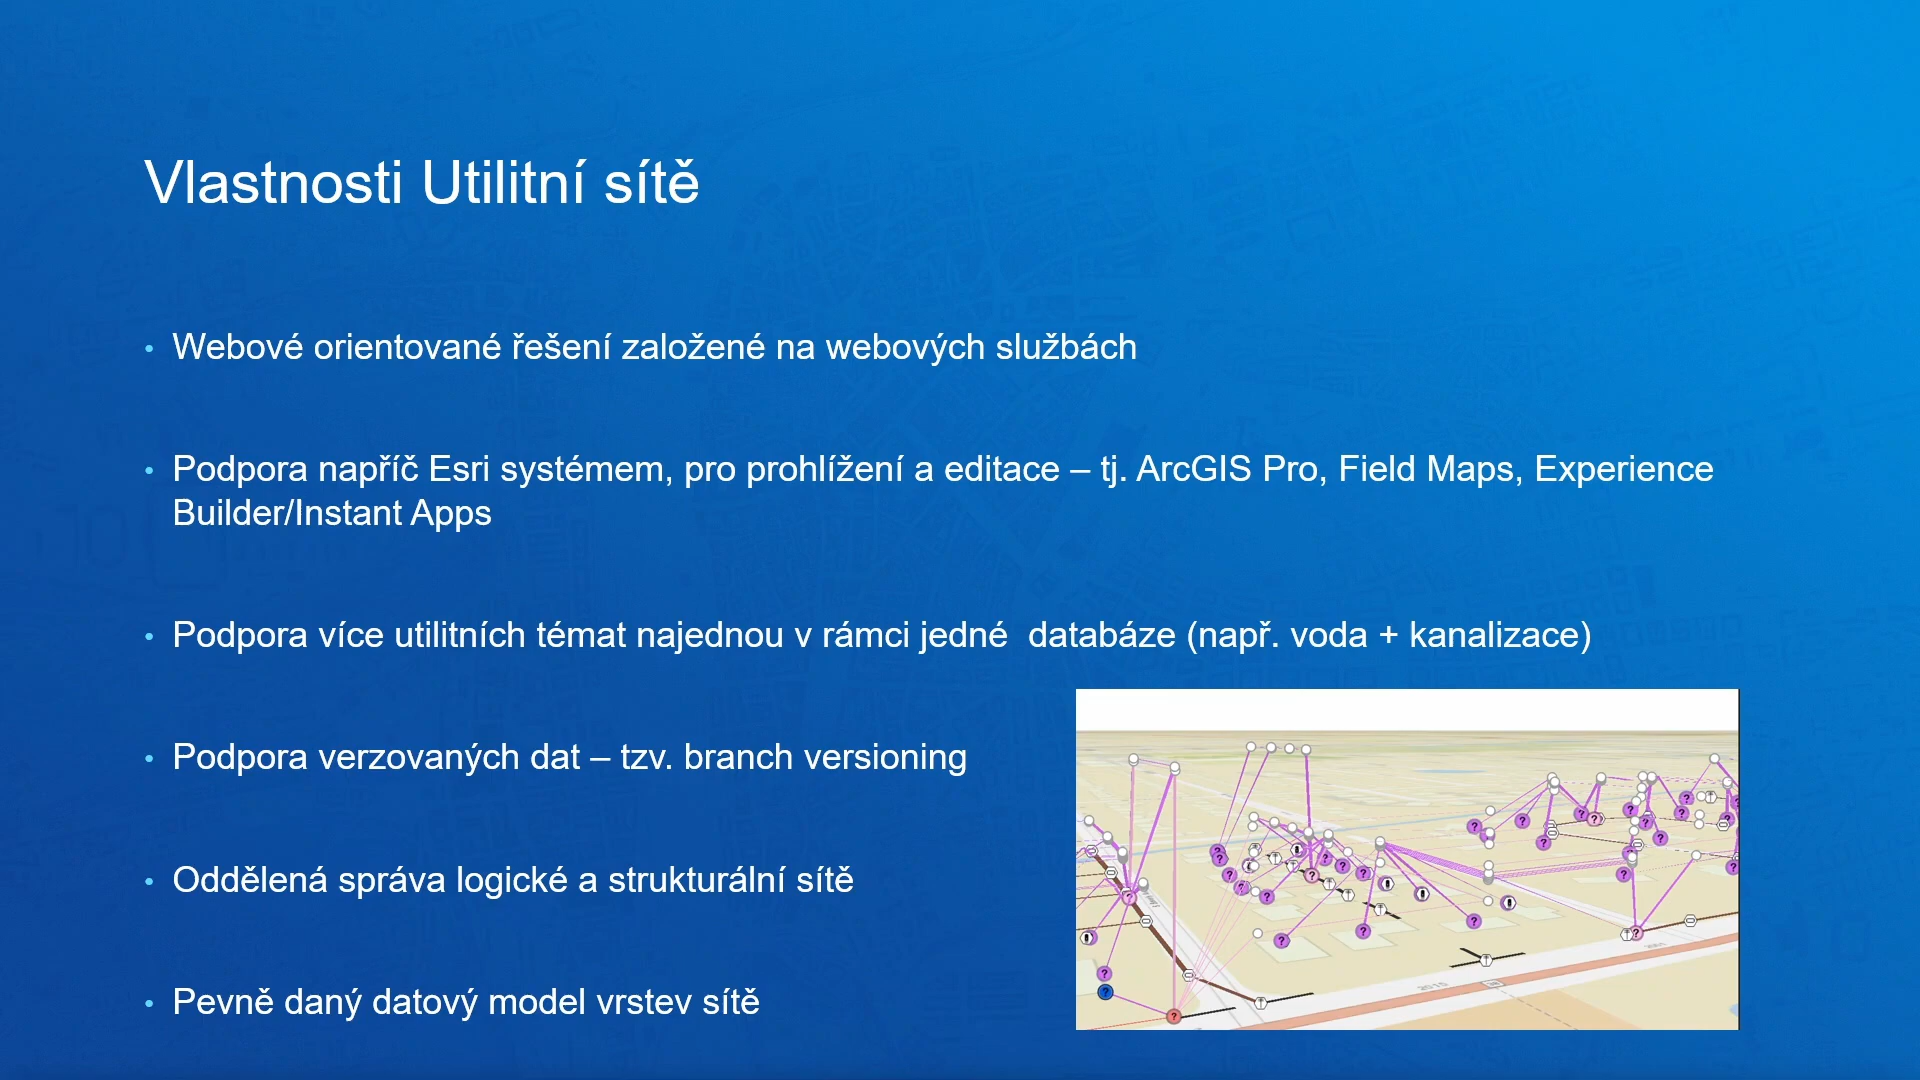 Vlastnosti Utilitní sítě
• Webové orientované řešení založené na webových službách
• Podpora napříč Esri systémem, pro prohlížení a editace – tj. ArcGIS Pro, Field Maps, Experience
Builder/Instant Apps
• Podpora více utilitních témat najednou v rámci jedné  databáze (např. voda + kanalizace)
• Podpora verzovaných dat – tzv. branch versioning
• Oddělená správa logické a strukturální sítě
• Pevně daný datový model vrstev sítě